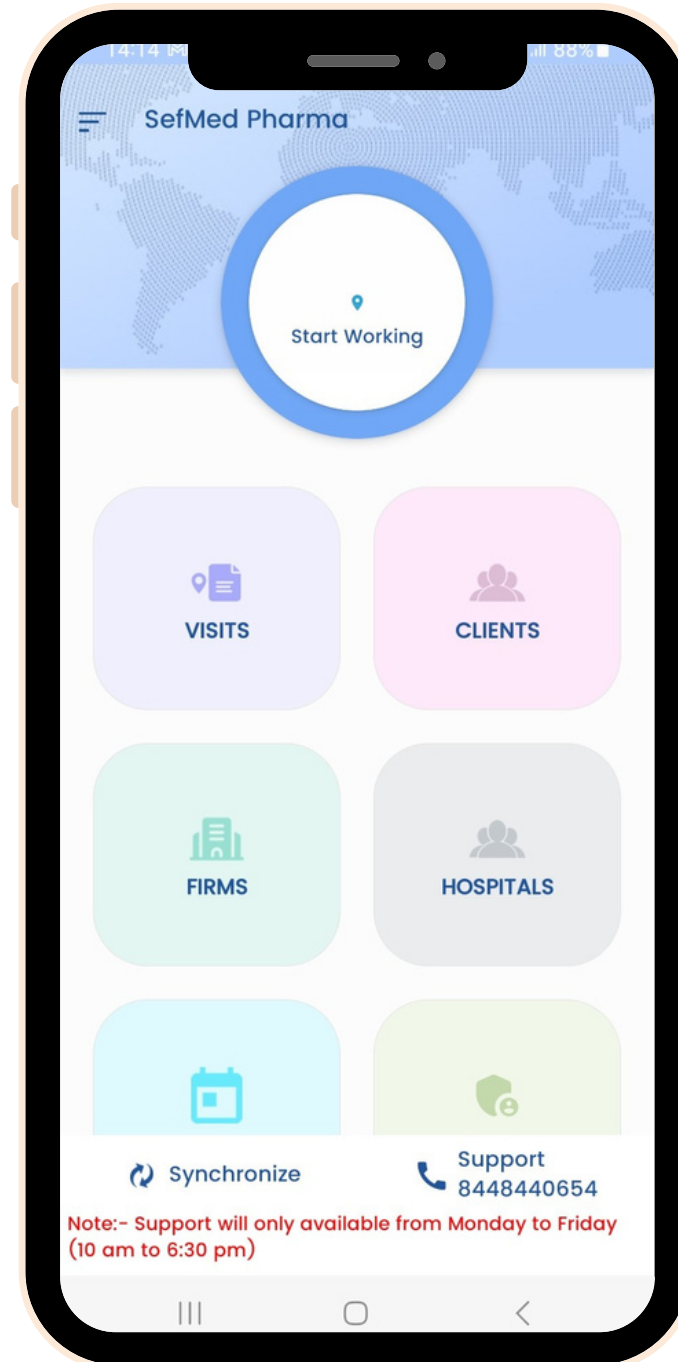 14:14
88%
SefMed Pharma
Start Working
VISITS
CLIENTS
FIRMS
HOSPITALS
Synchronize
Support
8448440654
Note:- Support will only available from Monday to Friday
(10 am to 6:30 pm)